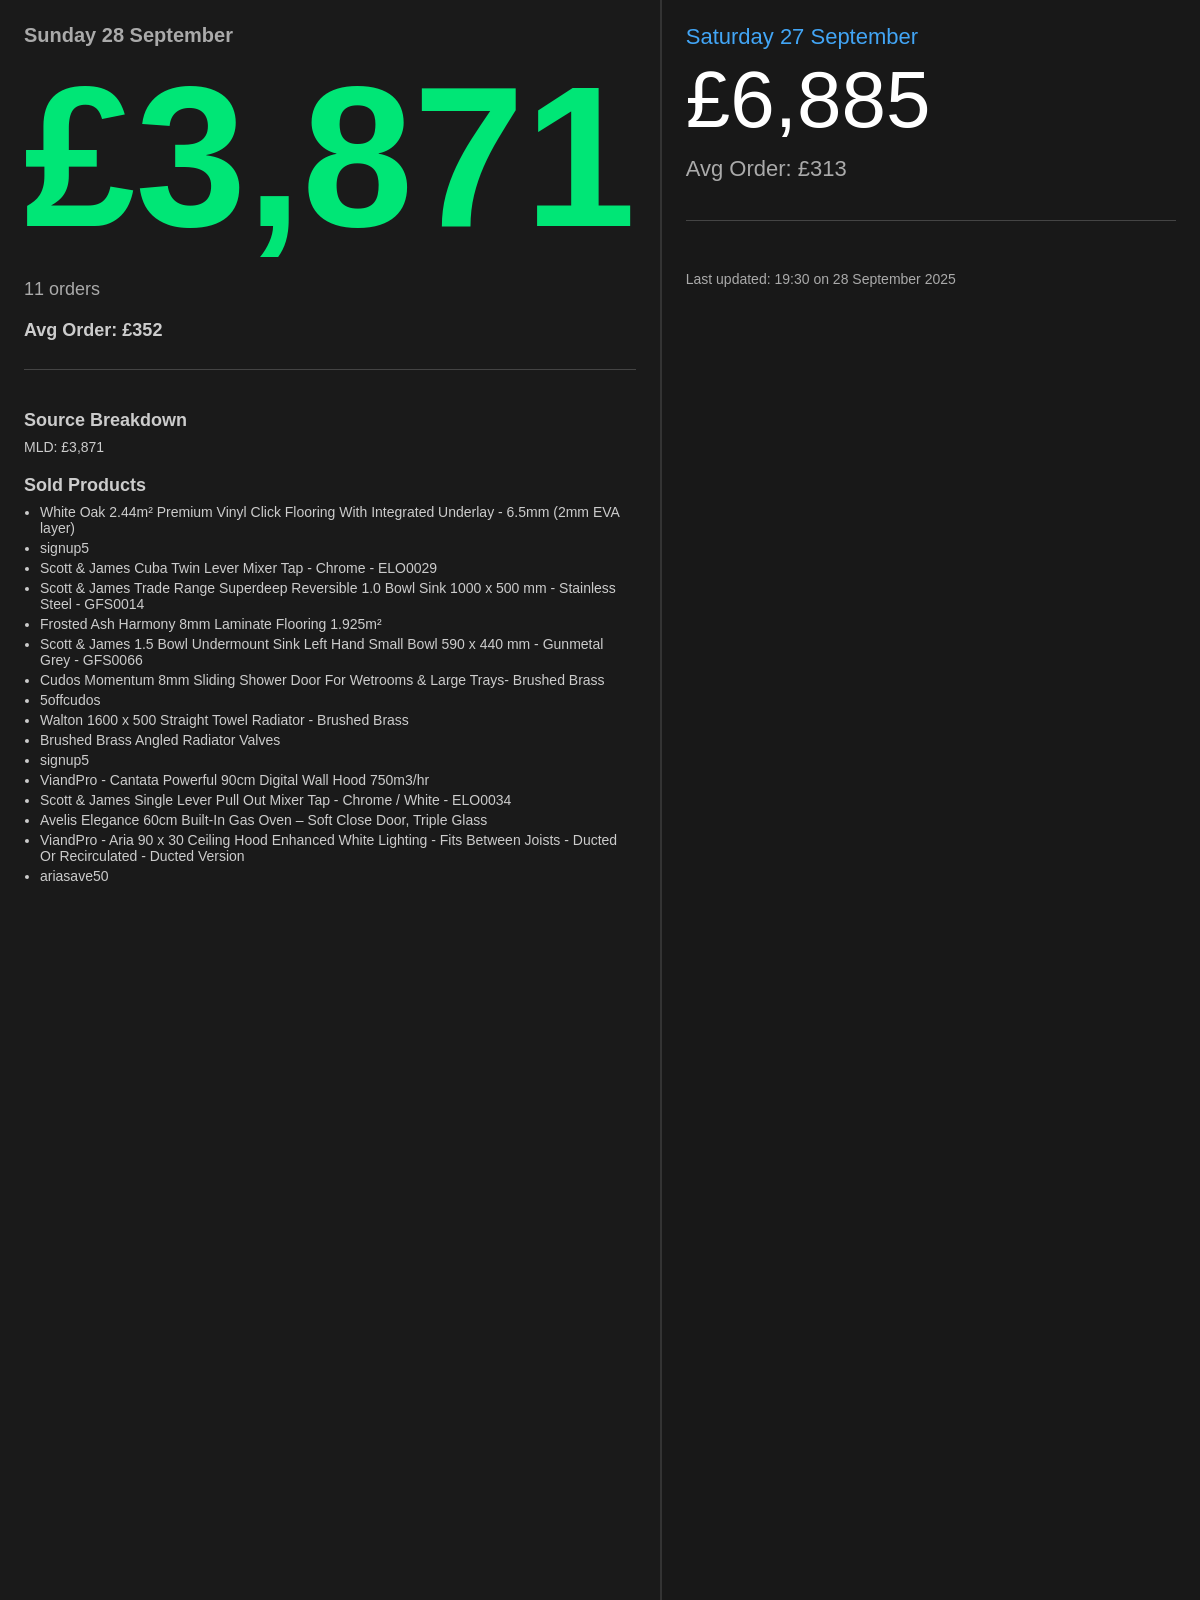 Sunday 28 September
£3,871
11 orders
Avg Order: £352
Source Breakdown
MLD: £3,871
Sold Products
• White Oak 2.44m² Premium Vinyl Click Flooring With Integrated Underlay - 6.5mm (2mm EVA
layer)
• signup5
• Scott & James Cuba Twin Lever Mixer Tap - Chrome - ELO0029
• Scott & James Trade Range Superdeep Reversible 1.0 Bowl Sink 1000 x 500 mm - Stainless
Steel - GFS0014
• Frosted Ash Harmony 8mm Laminate Flooring 1.925m²
• Scott & James 1.5 Bowl Undermount Sink Left Hand Small Bowl 590 x 440 mm - Gunmetal
Grey - GFS0066
• Cudos Momentum 8mm Sliding Shower Door For Wetrooms & Large Trays- Brushed Brass
• 5offcudos
• Walton 1600 x 500 Straight Towel Radiator - Brushed Brass
• Brushed Brass Angled Radiator Valves
• signup5
• ViandPro - Cantata Powerful 90cm Digital Wall Hood 750m3/hr
• Scott & James Single Lever Pull Out Mixer Tap - Chrome / White - ELO0034
• Avelis Elegance 60cm Built-In Gas Oven – Soft Close Door, Triple Glass
• ViandPro - Aria 90 x 30 Ceiling Hood Enhanced White Lighting - Fits Between Joists - Ducted
Or Recirculated - Ducted Version
• ariasave50
Saturday 27 September
£6,885
Avg Order: £313
Last updated: 19:30 on 28 September 2025